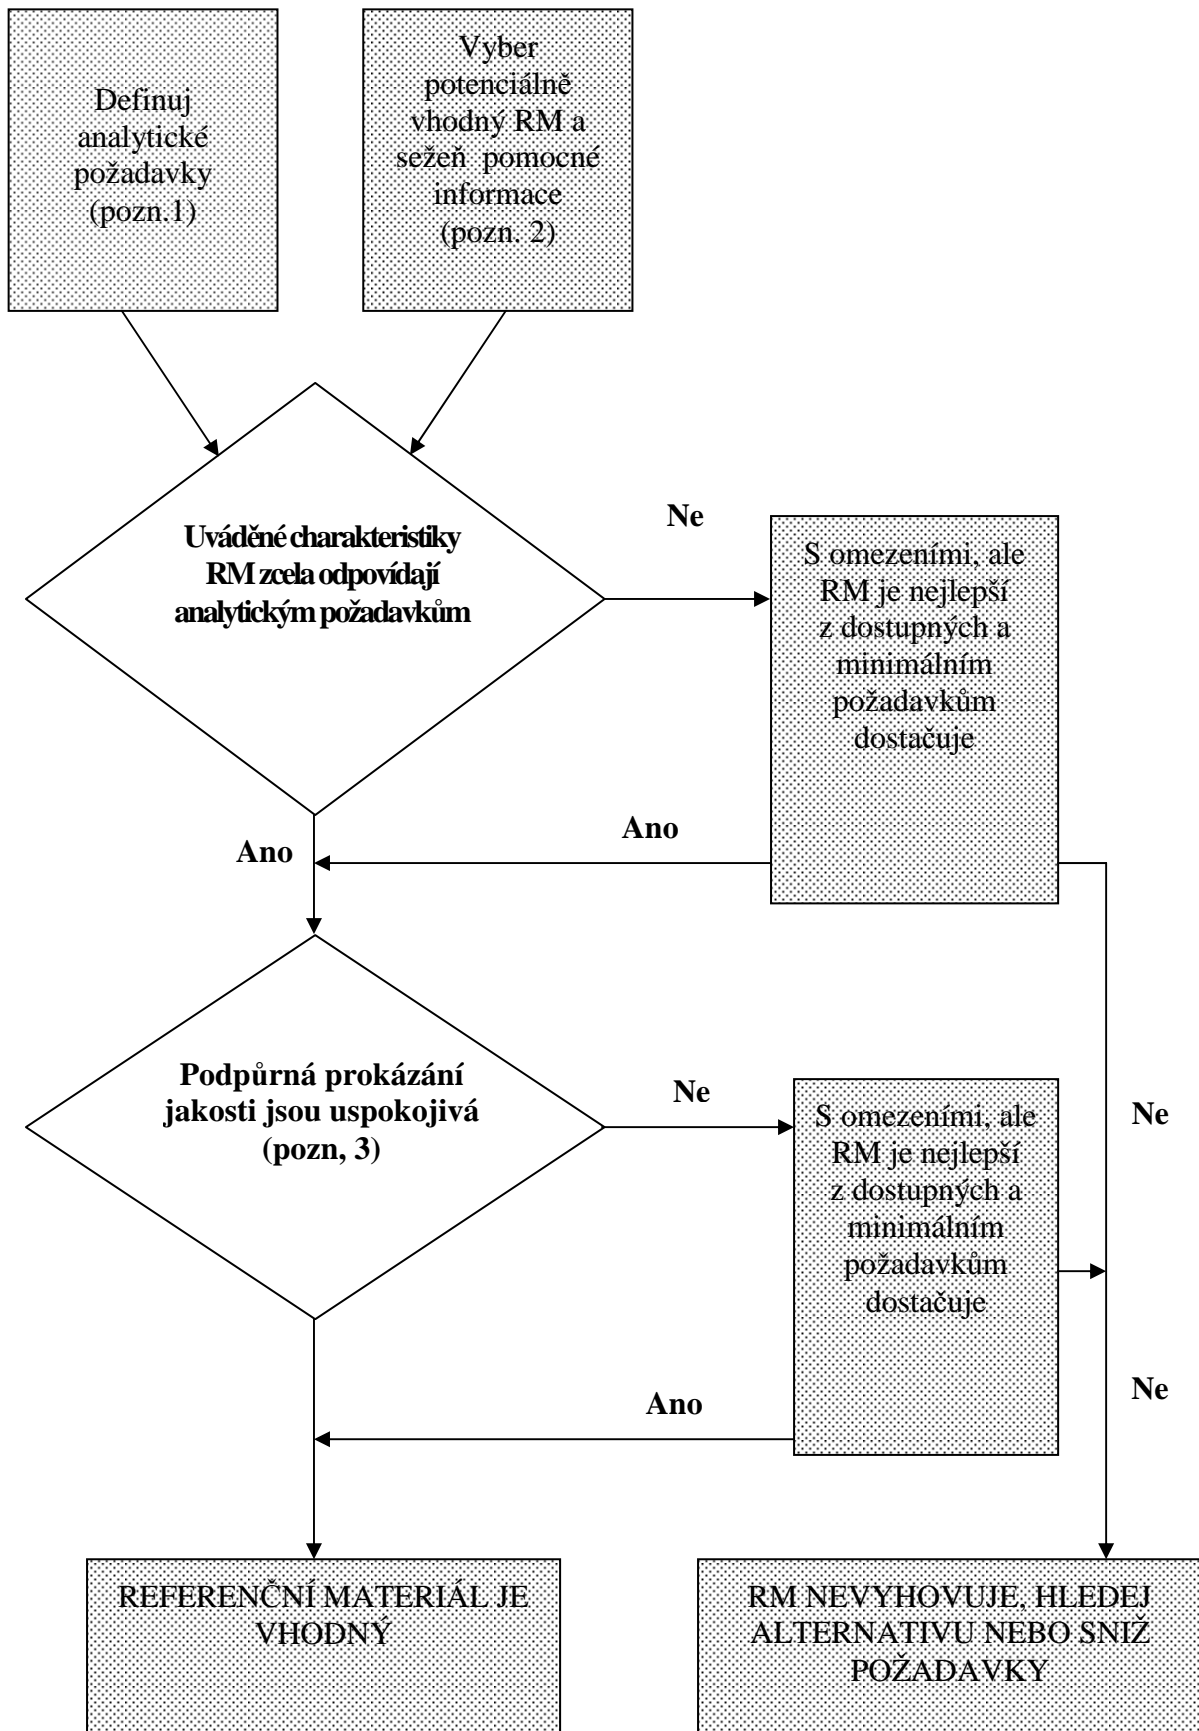 Definuj
analytické
požadavky
(pozn.1)
Vyber
potenciálně
vhodný RM a
sežeň pomocné
informace
(pozn. 2)
Uváděné charakteristiky
RM zcela odpovídají
analytickým požadavkům
Ne
S omezeními, ale
RM je nejlepší
z dostupných a
minimálním
požadavkům
dostačuje
Ano
Ano
Podpůrná prokázání
jakosti jsou uspokojivá
(pozn, 3)
Ne
S omezeními, ale
RM je nejlepší
z dostupných a
minimálním
požadavkům
dostačuje
Ne
Ne
Ano
REFERENČNÍ MATERIÁL JE
VHODNÝ
RM NEVYHOVUJE, HLEDEJ
ALTERNATIVU NEBO SNIŽ
POŽADAVKY